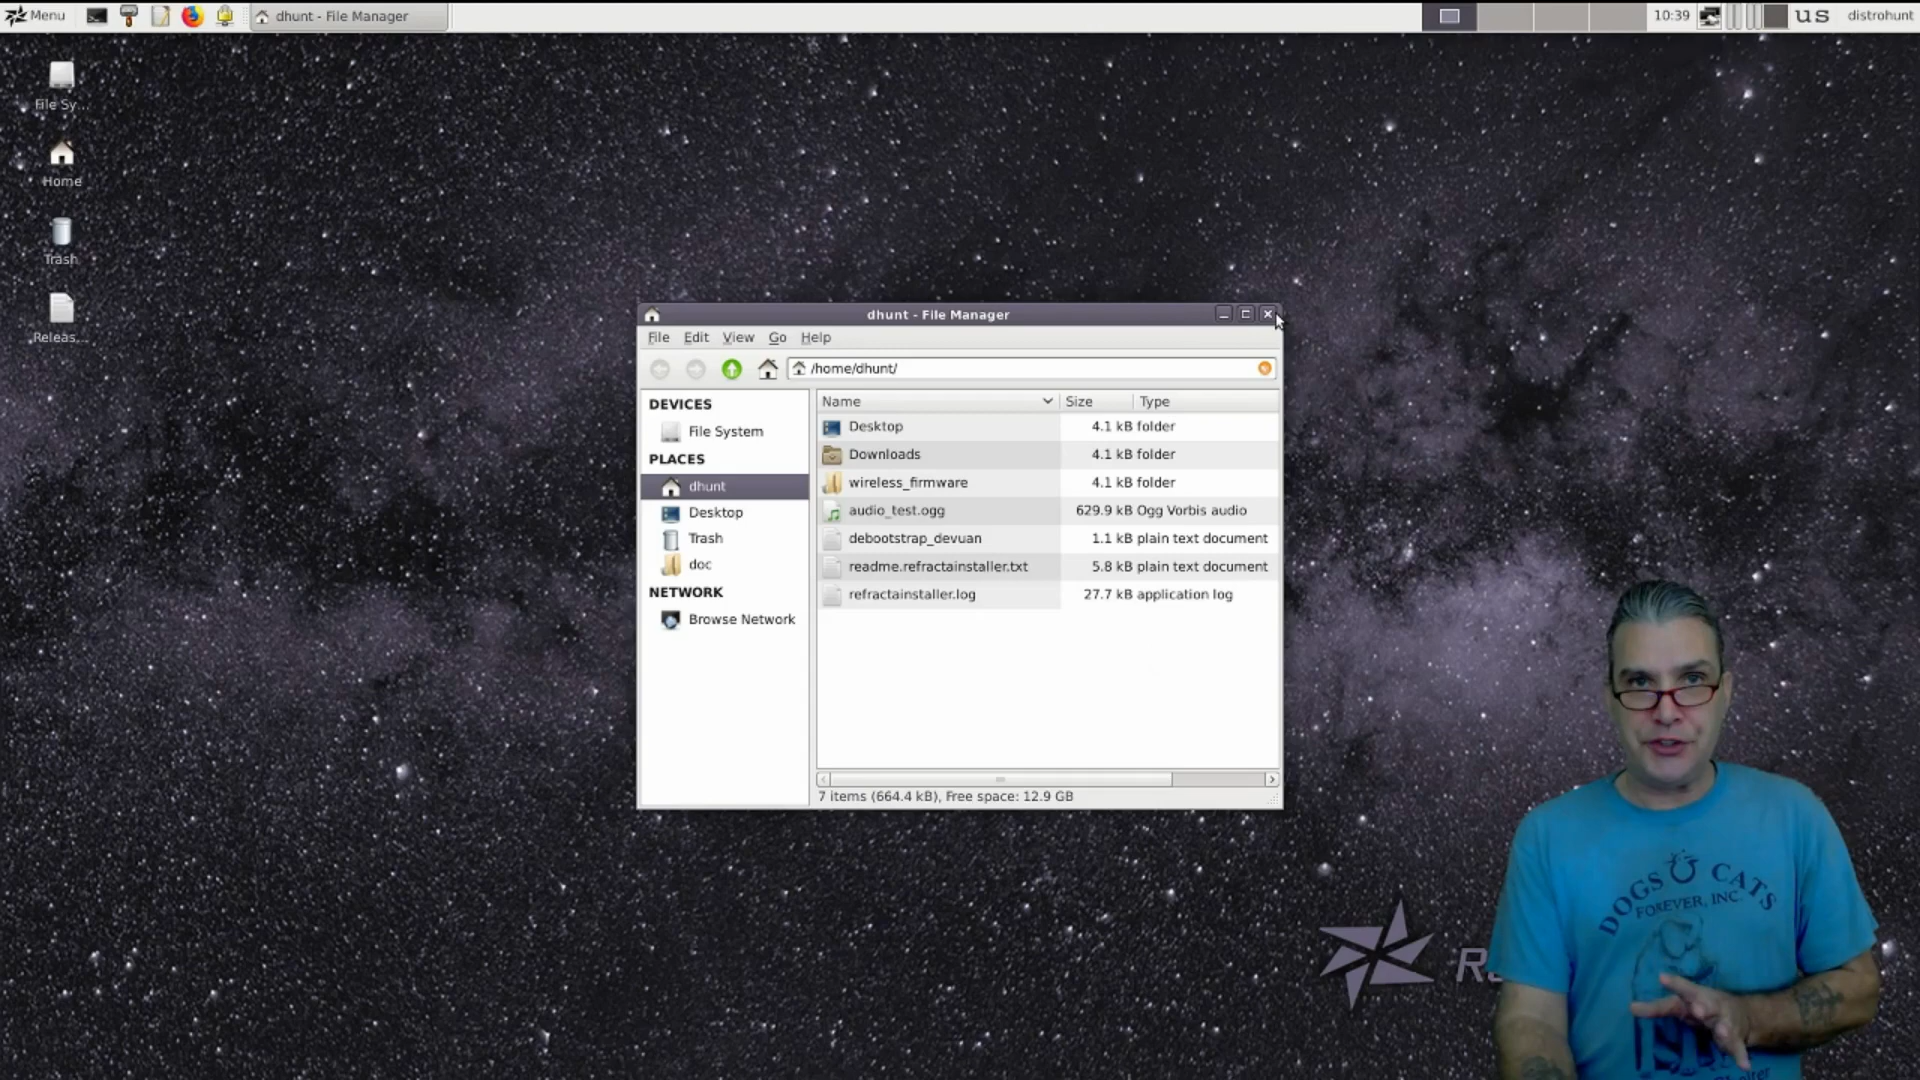 Menu
dhunt - File Manager
10:39
us
distrohunt
File Sy...
Home
Trash
Releas...
dhunt - File Manager
File Edit View Go Help
/home/dhunt/
DEVICES
File System
PLACES
dhunt
Desktop
Trash
doc
NETWORK
Browse Network
Name Size Type
Desktop 4.1 kB folder
Downloads 4.1 kB folder
wireless_firmware 4.1 kB folder
audio_test.ogg 629.9 kB Ogg Vorbis audio
debootstrap_devuan 1.1 kB plain text document
readme.refractainstaller.txt 5.8 kB plain text document
refractainstaller.log 27.7 kB application log
7 items (664.4 kB), Free space: 12.9 GB
DOGS & CATS
FOREVER, INC.